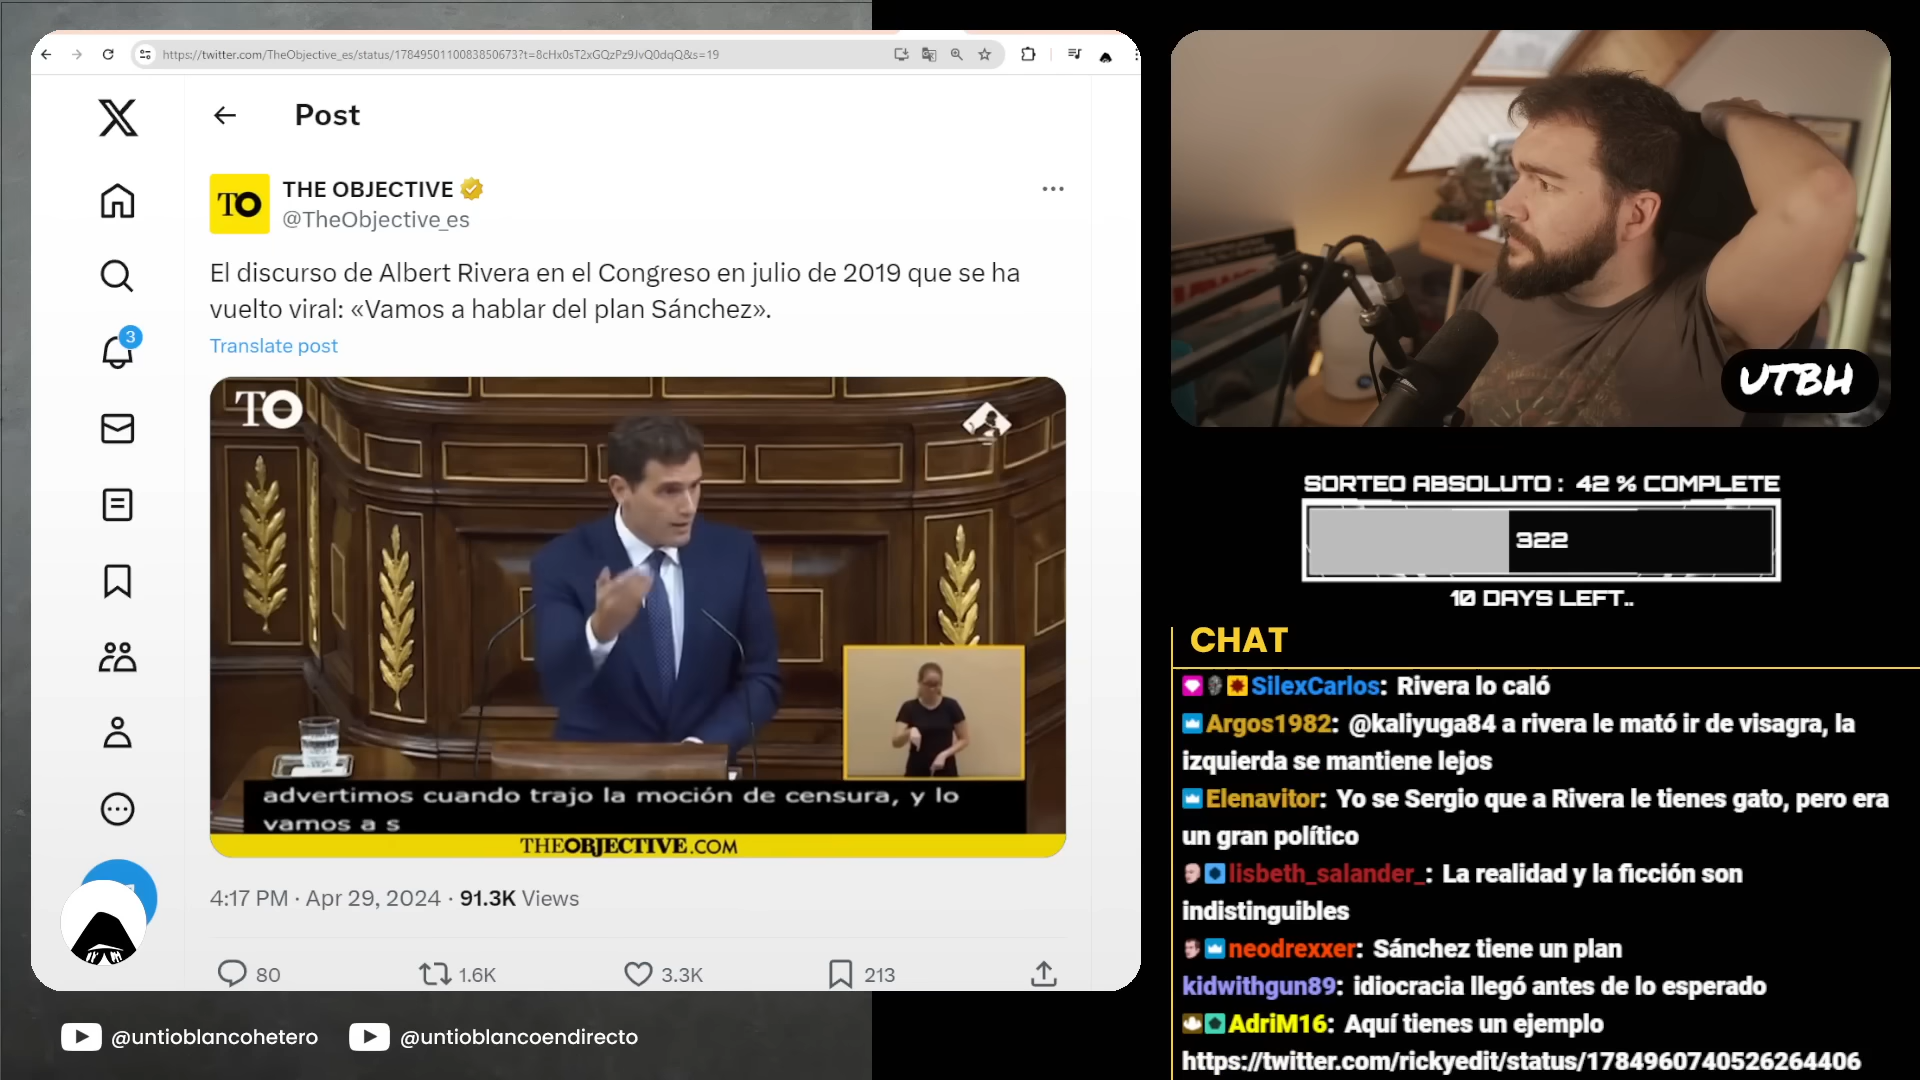 https://twitter.com/TheObjective_es/status/1784950110083850673?t=8cHx0sT2xGQzPz9JvQ0dqQ&s=19
Post
TO
THE OBJECTIVE
@TheObjective_es
El discurso de Albert Rivera en el Congreso en julio de 2019 que se ha
vuelto viral: «Vamos a hablar del plan Sánchez».
Translate post
3
TO
advertimos cuando trajo la moción de censura, y lo
vamos a s
THEOBJECTIVE.COM
4:17 PM · Apr 29, 2024 · 91.3K Views
80
1.6K
3.3K
213
@untioblancohetero
@untioblancoendirecto
UTBH
SORTEO ABSOLUTO : 42 % COMPLETE
322
10 DAYS LEFT..
CHAT
SilexCarlos: Rivera lo caló
Argos1982: @kaliyuga84 a rivera le mató ir de visagra, la
izquierda se mantiene lejos
Elenavitor: Yo se Sergio que a Rivera le tienes gato, pero era
un gran político
lisbeth_salander_: La realidad y la ficción son
indistinguibles
neodrexxer: Sánchez tiene un plan
kidwithgun89: idiocracia llegó antes de lo esperado
AdriM16: Aquí tienes un ejemplo
https://twitter.com/rickyedit/status/1784960740526264406